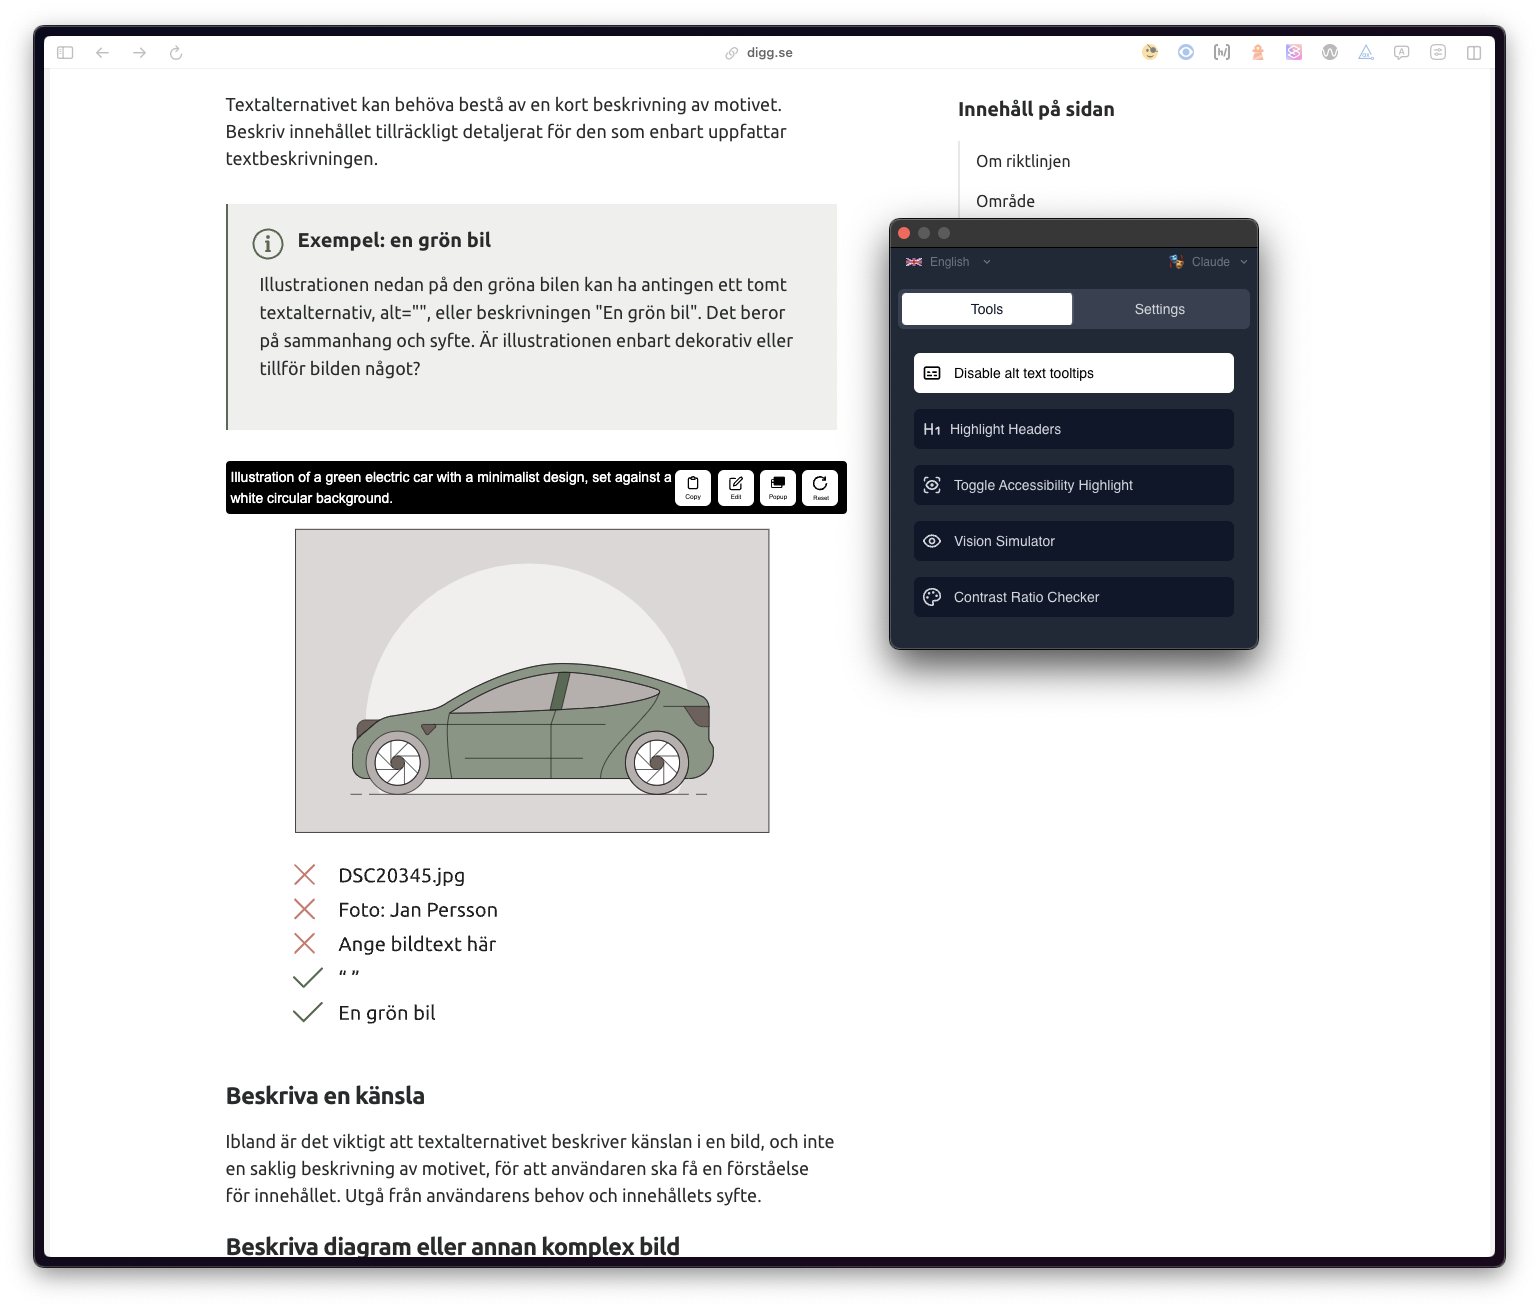 digg.se
Textalternativet kan behöva bestå av en kort beskrivning av motivet.
Beskriv innehållet tillräckligt detaljerat för den som enbart uppfattar
textbeskrivningen.
Exempel: en grön bil
Illustrationen nedan på den gröna bilen kan ha antingen ett tomt
textalternativ, alt="", eller beskrivningen "En grön bil". Det beror
på sammanhang och syfte. Är illustrationen enbart dekorativ eller
tillför bilden något?
Illustration of a green electric car with a minimalist design, set against a
white circular background.
Copy
Edit
Popup
Reset
DSC20345.jpg
Foto: Jan Persson
Ange bildtext här
“ ”
En grön bil
Beskriva en känsla
Ibland är det viktigt att textalternativet beskriver känslan i en bild, och inte
en saklig beskrivning av motivet, för att användaren ska få en förståelse
för innehållet. Utgå från användarens behov och innehållets syfte.
Beskriva diagram eller annan komplex bild
Innehåll på sidan
Om riktlinjen
Område
English
Claude
Tools
Settings
Disable alt text tooltips
H1 Highlight Headers
Toggle Accessibility Highlight
Vision Simulator
Contrast Ratio Checker